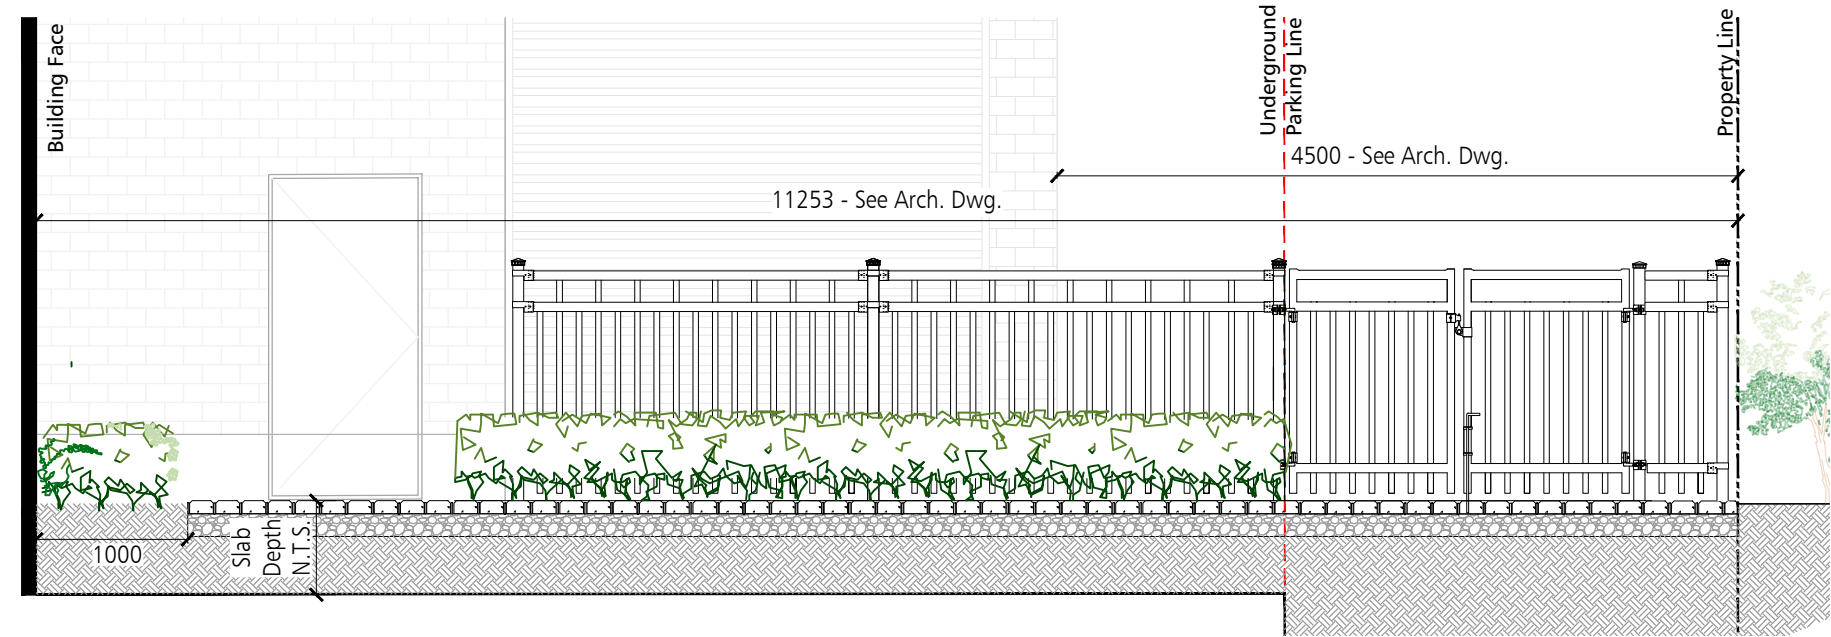 Building Face
Underground
Parking Line
Property Line
4500 - See Arch. Dwg.
11253 - See Arch. Dwg.
1000
Slab
Depth
N.T.S.